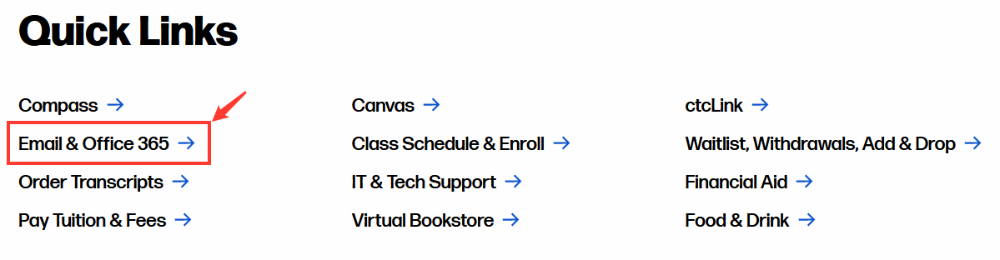 Quick Links
Compass →
Email & Office 365 →
Order Transcripts →
Pay Tuition & Fees →
Canvas →
Class Schedule & Enroll →
IT & Tech Support →
Virtual Bookstore →
ctcLink →
Waitlist, Withdrawals, Add & Drop →
Financial Aid →
Food & Drink →